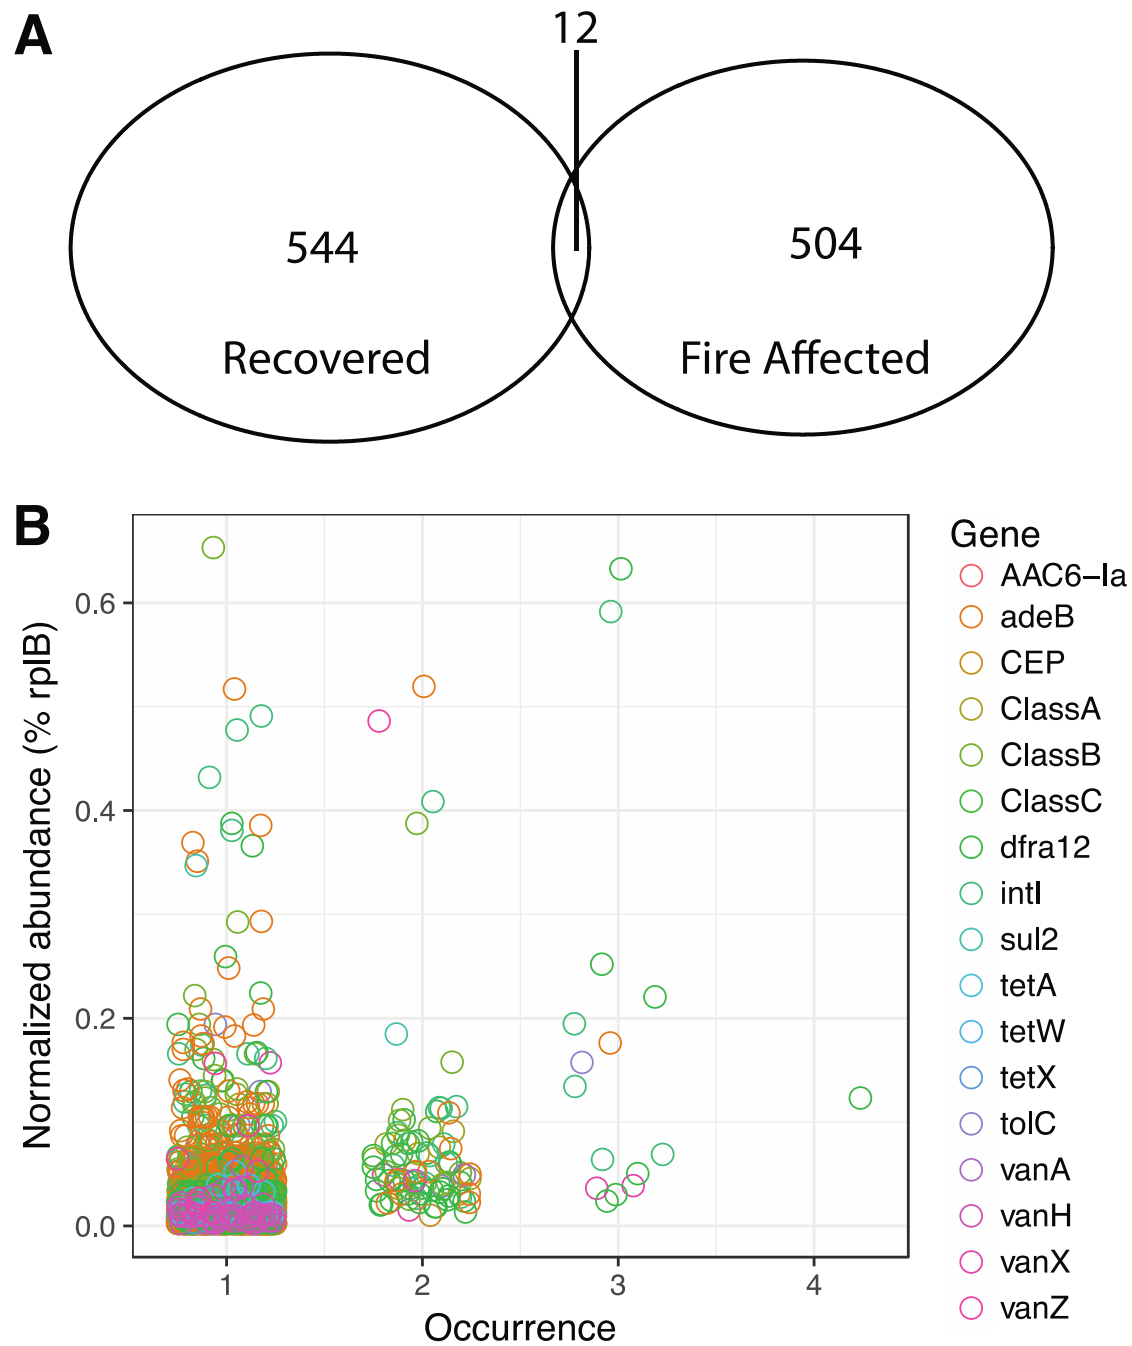 A
12
544
504
Recovered
Fire Affected
B
Normalized abundance (% rplB)
0.6
0.4
0.2
0.0
1
2
3
4
Occurrence
Gene
AAC6−Ia
adeB
CEP
ClassA
ClassB
ClassC
dfra12
intI
sul2
tetA
tetW
tetX
tolC
vanA
vanH
vanX
vanZ